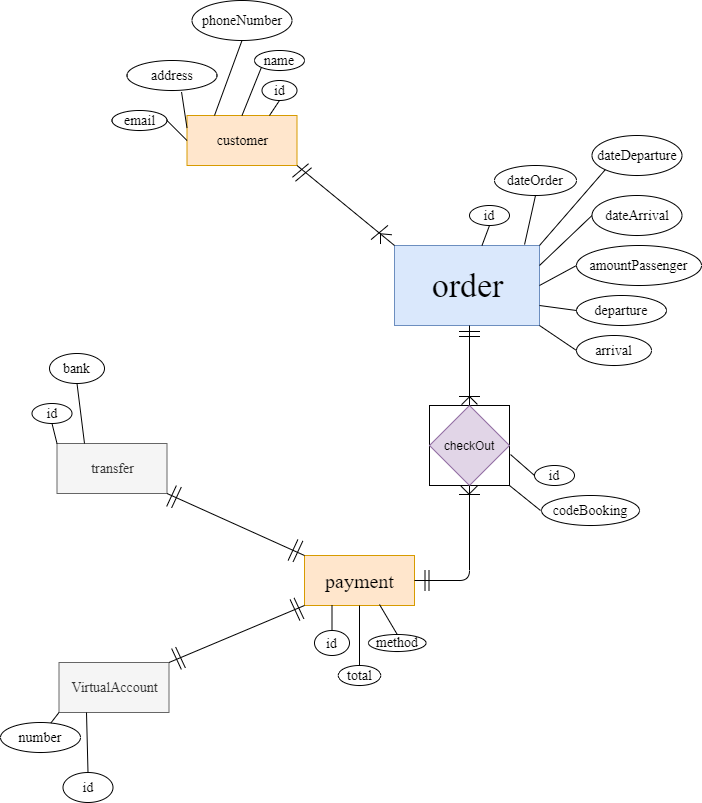 phoneNumber
name
address
id
email
customer
dateDeparture
dateOrder
id
dateArrival
amountPassenger
order
departure
arrival
bank
id
checkOut
transfer
id
codeBooking
payment
id
method
total
VirtualAccount
number
id